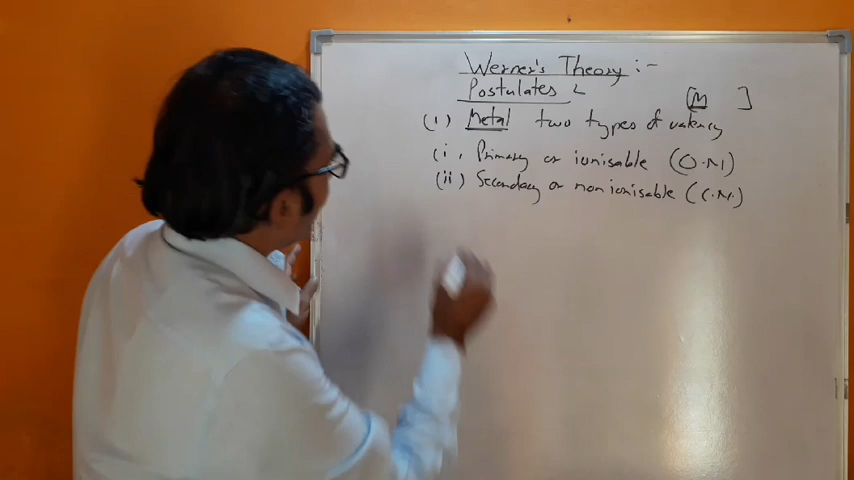 Werner's Theory :-
Postulates
[M ]
(1) Metal two types of valency
(i, Primary or ionisable (O.N)
(ii) Secondary or non ionisable (C.N.)